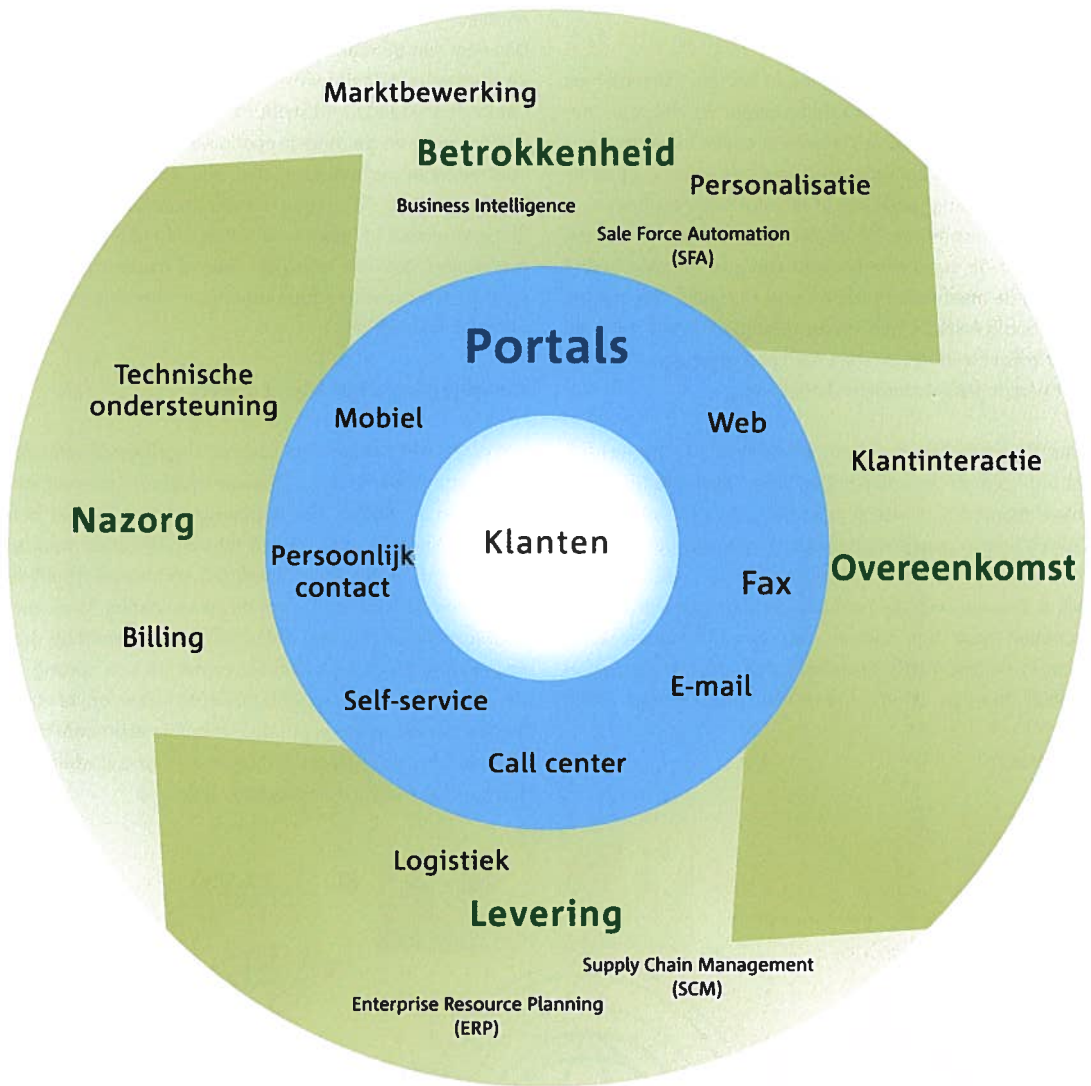 Marktbewerking
Betrokkenheid
Personalisatie
Business Intelligence
Sale Force Automation
(SFA)
Portals
Technische
ondersteuning
Mobiel
Web
Klantinteractie
Nazorg
Klanten
Persoonlijk
contact
Overeenkomst
Fax
Billing
Self-service
E-mail
Call center
Logistiek
Levering
Supply Chain Management
(SCM)
Enterprise Resource Planning
(ERP)